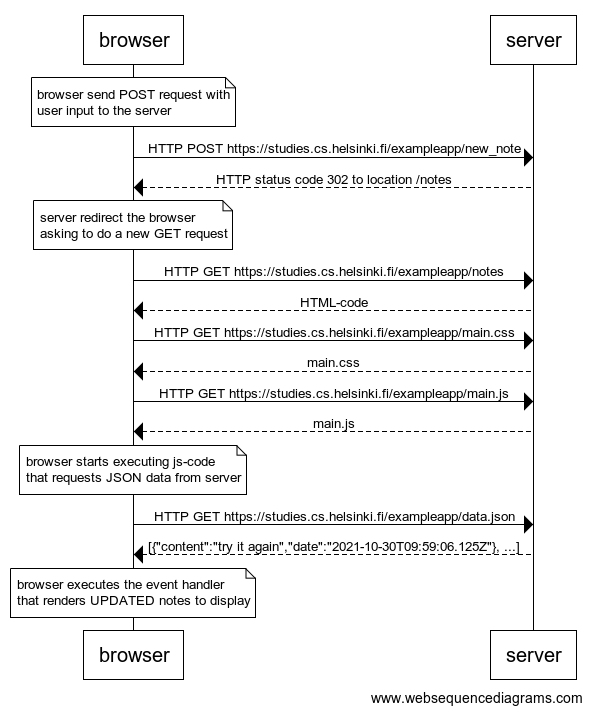 browser
server
browser send POST request with
user input to the server
HTTP POST https://studies.cs.helsinki.fi/exampleapp/new_note
HTTP status code 302 to location /notes
server redirect the browser
asking to do a new GET request
HTTP GET https://studies.cs.helsinki.fi/exampleapp/notes
HTML-code
HTTP GET https://studies.cs.helsinki.fi/exampleapp/main.css
main.css
HTTP GET https://studies.cs.helsinki.fi/exampleapp/main.js
main.js
browser starts executing js-code
that requests JSON data from server
HTTP GET https://studies.cs.helsinki.fi/exampleapp/data.json
[{"content":"try it again","date":"2021-10-30T09:59:06.125Z"}, ...]
browser executes the event handler
that renders UPDATED notes to display
browser
server
www.websequencediagrams.com